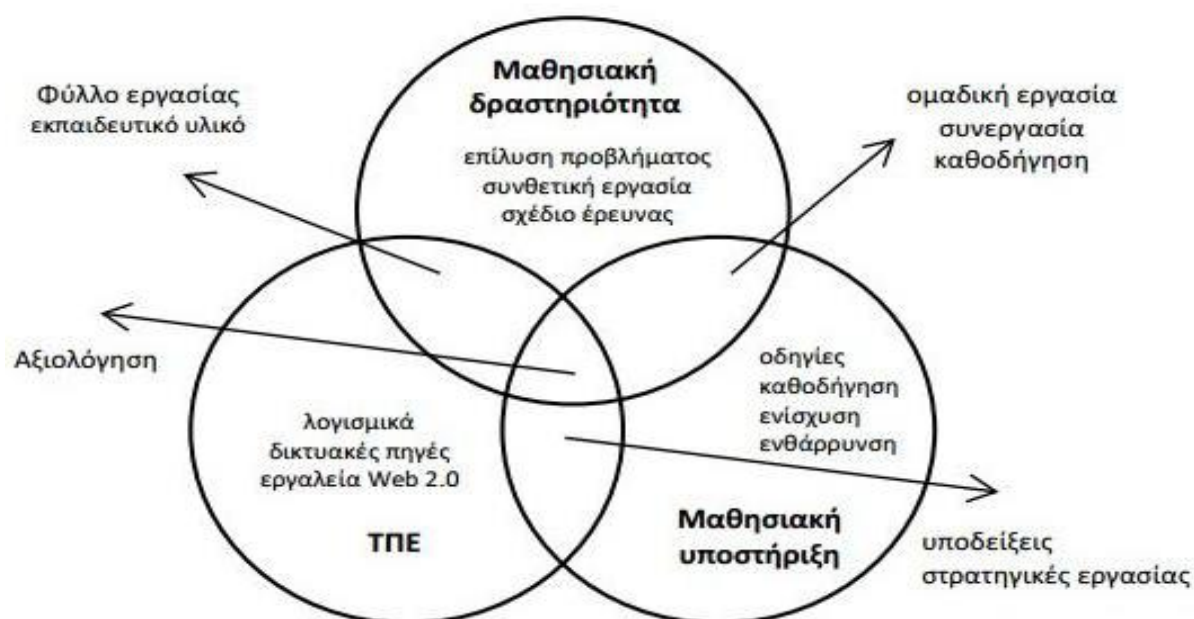 Μαθησιακή
δραστηριότητα
επίλυση προβλήματος
συνθετική εργασία
σχέδιο έρευνας
Φύλλο εργασίας
εκπαιδευτικό υλικό
ομαδική εργασία
συνεργασία
καθοδήγηση
Αξιολόγηση
οδηγίες
καθοδήγηση
ενίσχυση
ενθάρρυνση
λογισμικά
δικτυακές πηγές
εργαλεία Web 2.0
ΤΠΕ
Μαθησιακή
υποστήριξη
υποδείξεις
στρατηγικές εργασίας